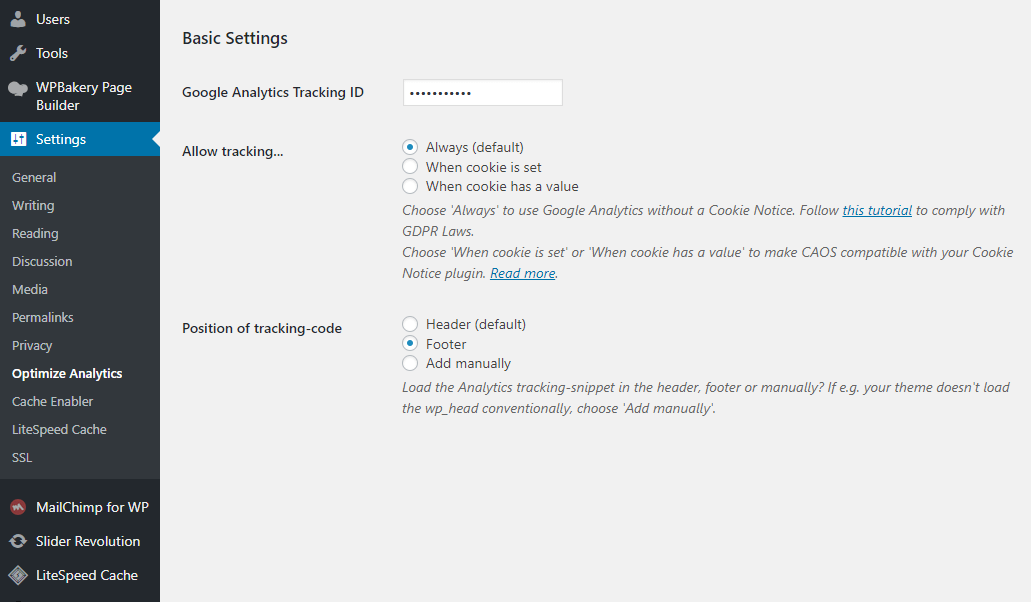 Users
Tools
WPBakery Page
Builder
Settings
General
Writing
Reading
Discussion
Media
Permalinks
Privacy
Optimize Analytics
Cache Enabler
LiteSpeed Cache
SSL
MailChimp for WP
Slider Revolution
LiteSpeed Cache
Basic Settings
Google Analytics Tracking ID
•••••••••••
Allow tracking...
Always (default)
When cookie is set
When cookie has a value
Choose 'Always' to use Google Analytics without a Cookie Notice. Follow this tutorial to comply with
GDPR Laws.
Choose 'When cookie is set' or 'When cookie has a value' to make CAOS compatible with your Cookie
Notice plugin. Read more.
Position of tracking-code
Header (default)
Footer
Add manually
Load the Analytics tracking-snippet in the header, footer or manually? If e.g. your theme doesn't load
the wp_head conventionally, choose 'Add manually'.